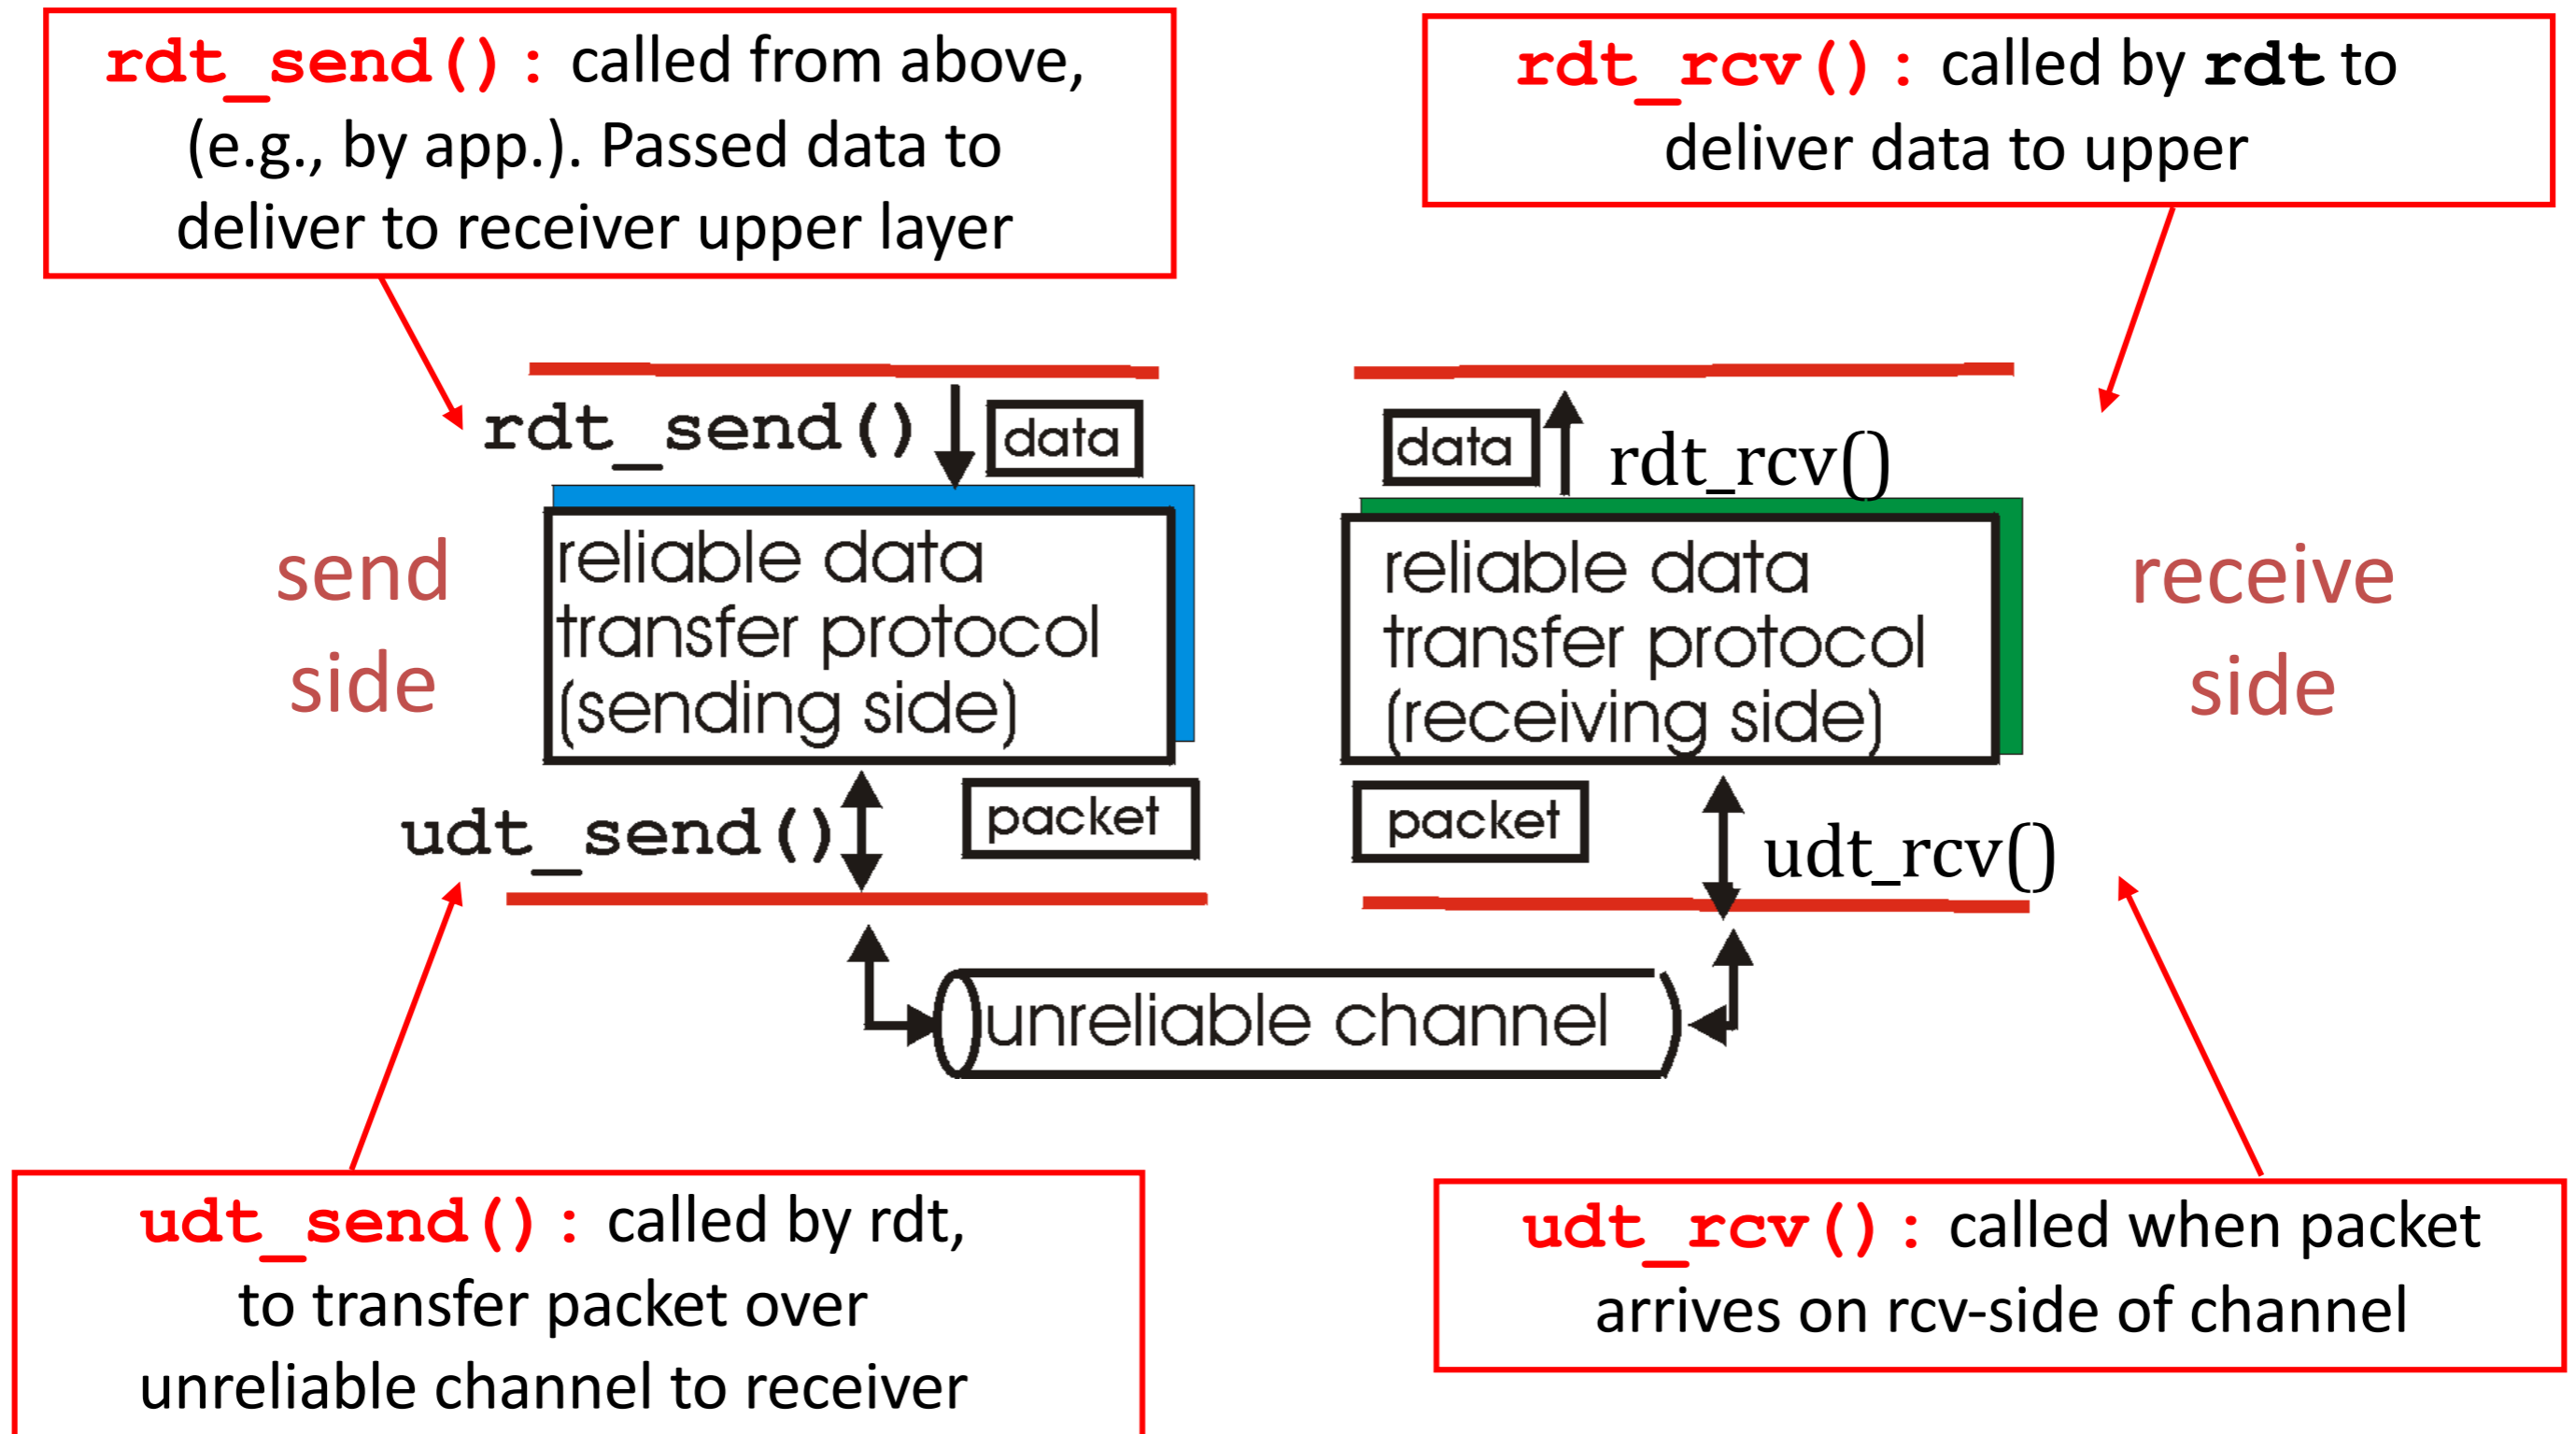 rdt_send(): called from above,
(e.g., by app.). Passed data to
deliver to receiver upper layer
rdt_rcv(): called by rdt to
deliver data to upper
rdt_send()
data
data
rdt_rcv()
send
side
reliable data
transfer protocol
(sending side)
reliable data
transfer protocol
(receiving side)
receive
side
udt_send()
packet
packet
udt_rcv()
unreliable channel
udt_send(): called by rdt,
to transfer packet over
unreliable channel to receiver
udt_rcv(): called when packet
arrives on rcv-side of channel